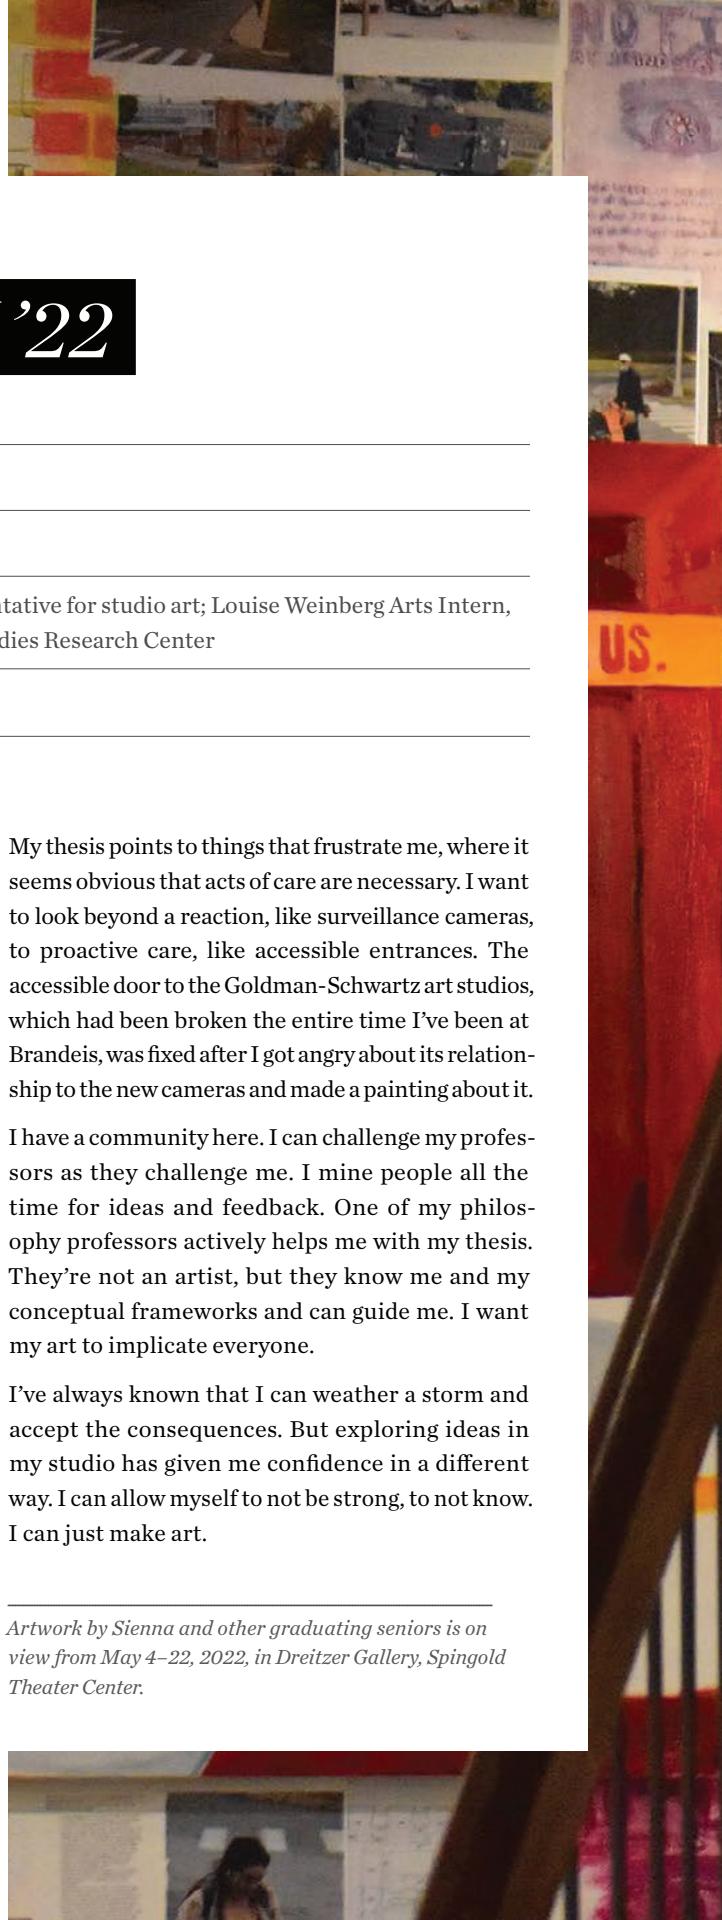 NOT
’22
ntative for studio art; Louise Weinberg Arts Intern,
dies Research Center
US.
My thesis points to things that frustrate me, where it
seems obvious that acts of care are necessary. I want
to look beyond a reaction, like surveillance cameras,
to proactive care, like accessible entrances. The
accessible door to the Goldman-Schwartz art studios,
which had been broken the entire time I’ve been at
Brandeis, was fixed after I got angry about its relation-
ship to the new cameras and made a painting about it.
I have a community here. I can challenge my profes-
sors as they challenge me. I mine people all the
time for ideas and feedback. One of my philos-
ophy professors actively helps me with my thesis.
They’re not an artist, but they know me and my
conceptual frameworks and can guide me. I want
my art to implicate everyone.
I’ve always known that I can weather a storm and
accept the consequences. But exploring ideas in
my studio has given me confidence in a different
way. I can allow myself to not be strong, to not know.
I can just make art.
Artwork by Sienna and other graduating seniors is on
view from May 4–22, 2022, in Dreitzer Gallery, Spingold
Theater Center.